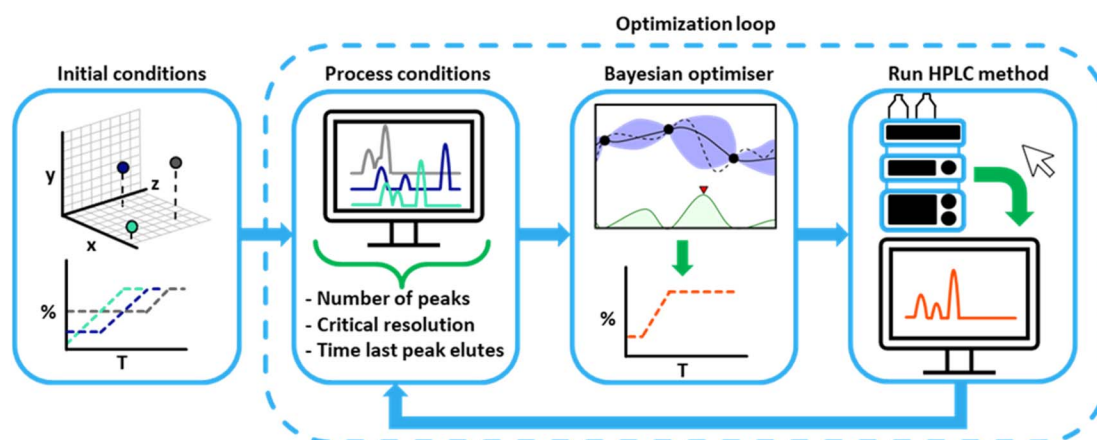 Optimization loop
Initial conditions
y
z
x
%
T
Process conditions
- Number of peaks
- Critical resolution
- Time last peak elutes
Bayesian optimiser
%
T
Run HPLC method